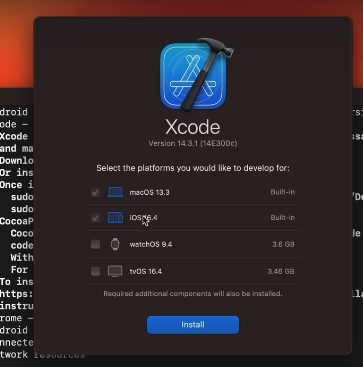 droid
ode –
Xcode
and ma
Downlo
Or ins
Once i
sudo
sudo
CocoaP
Coco
code
With
For
To ins
https:
instru
rome –
droid
nnecte
twork resources
Xcode
Version 14.3.1 (14E300c)
Select the platforms you would like to develop for:
macOS 13.3 Built-in
iOS 16.4 Built-in
watchOS 9.4 3.6 GB
tvOS 16.4 3.46 GB
Required additional components will also be installed.
Install